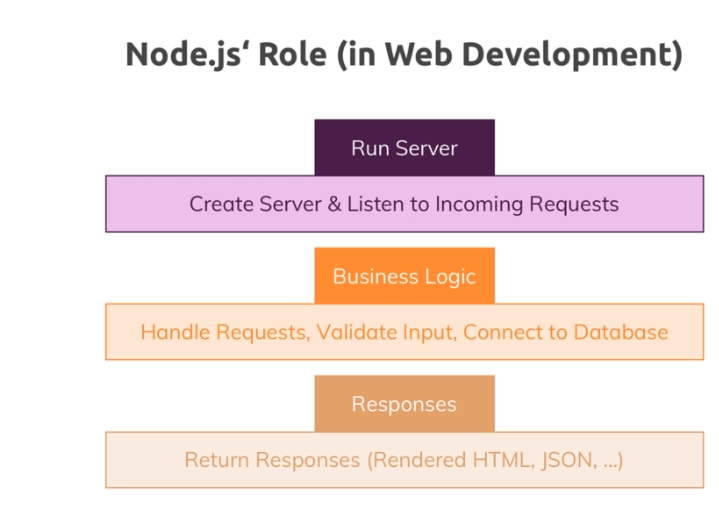 Node.js‘ Role (in Web Development)
Run Server
Create Server & Listen to Incoming Requests
Business Logic
Handle Requests, Validate Input, Connect to Database
Responses
Return Responses (Rendered HTML, JSON, ...)